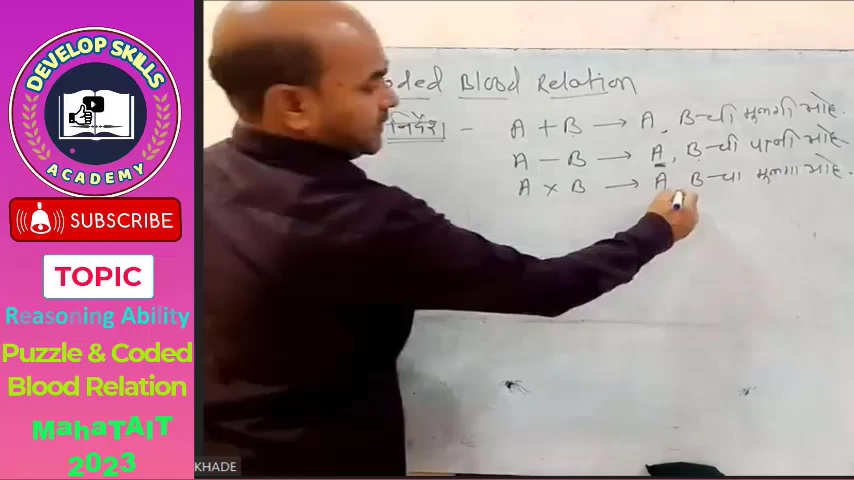 DEVELOP SKILLS
ACADEMY
SUBSCRIBE
TOPIC
Reasoning Ability
Puzzle & Coded
Blood Relation
MahaTAIT
2023
oded Blood Relation
निर्देश - A + B → A, B-ची मुलगी आहे.
A - B → A, B-ची पत्नी आहे
A × B → A, B-चा मुलगा आहे.
KHADE